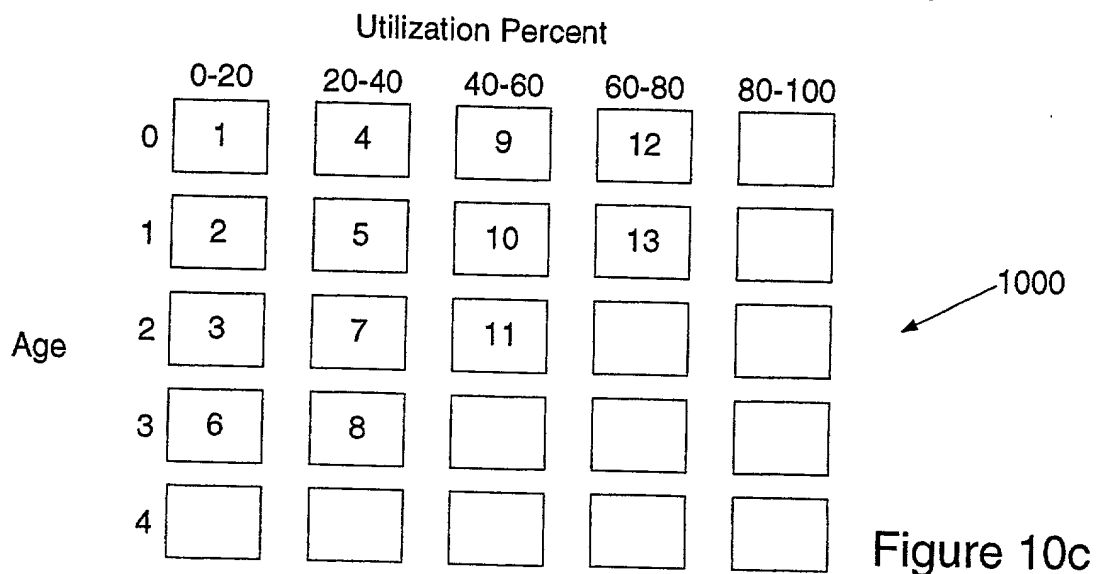 Utilization Percent
0-20 20-40 40-60 60-80 80-100
0 1 4 9 12
1 2 5 10 13
1000
Age 2 3 7 11
3 6 8
4
Figure 10c